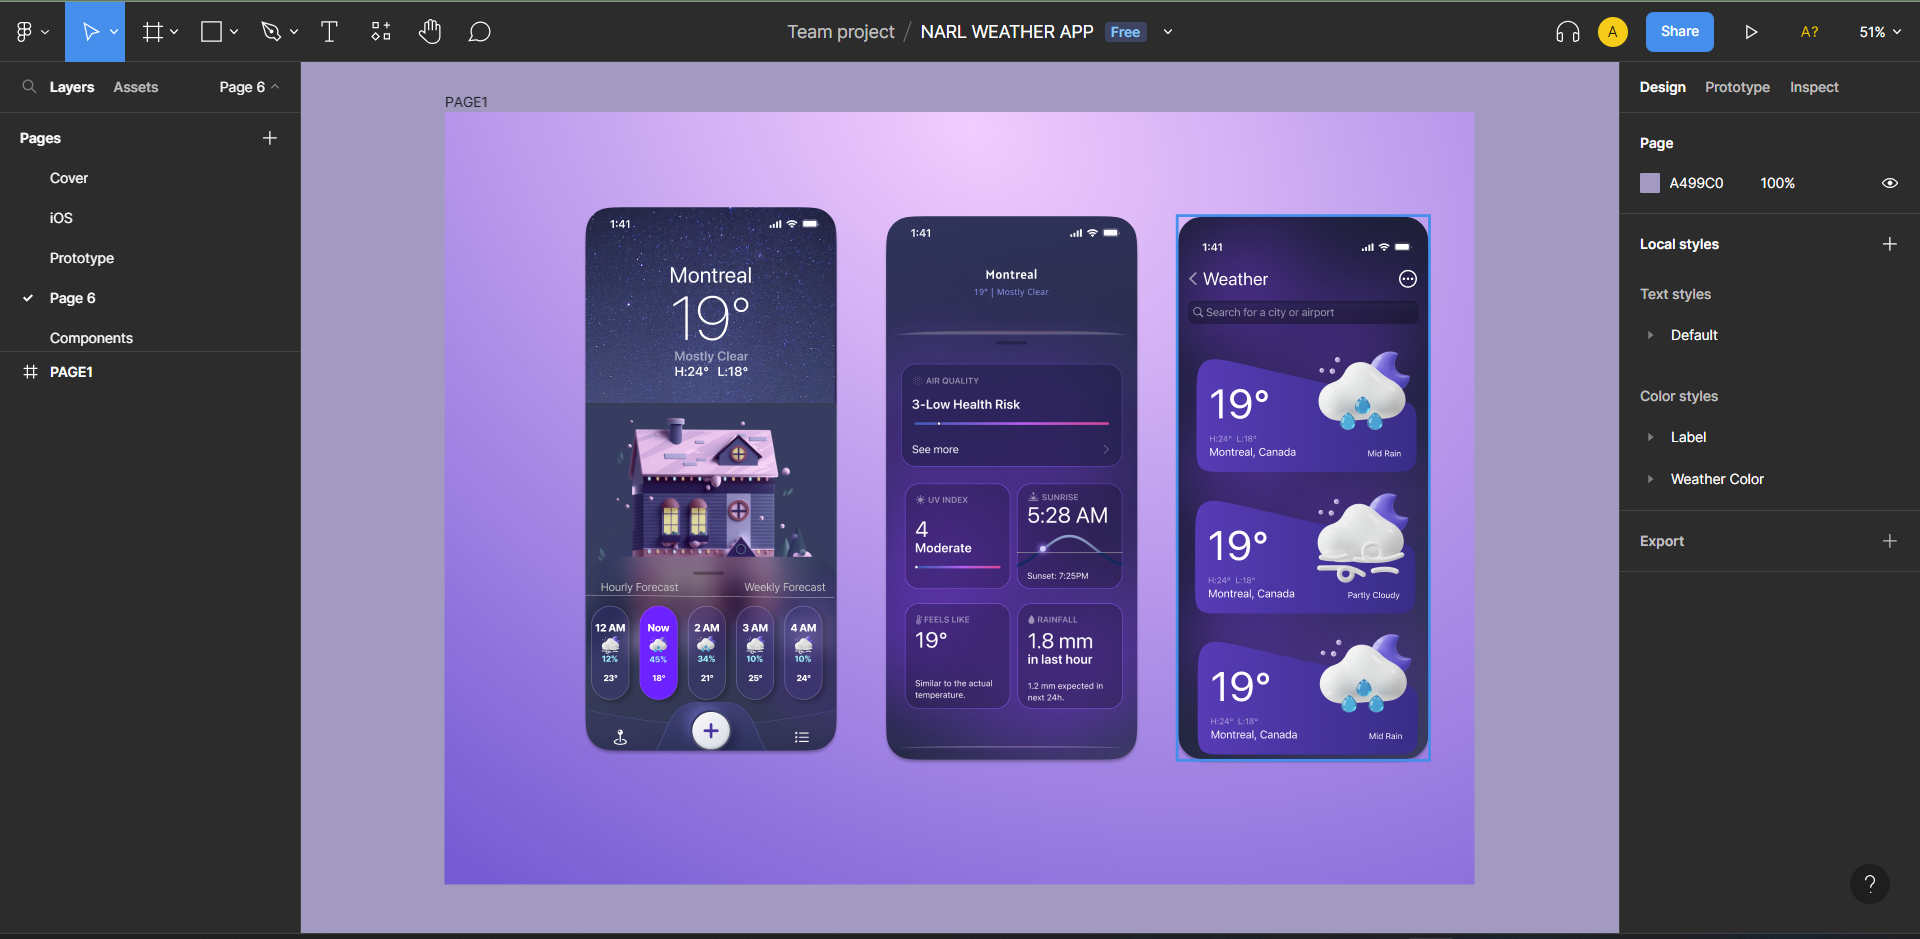 Team project / NARL WEATHER APP Free
A
Share
A?
51%
Layers
Assets
Page 6
Pages
Cover
iOS
Prototype
Page 6
Components
PAGE1
PAGE1
1:41
Montreal
19°
Mostly Clear
H:24° L:18°
Hourly Forecast
Weekly Forecast
12 AM
12%
23°
Now
45%
18°
2 AM
34%
21°
3 AM
10%
25°
4 AM
10%
24°
1:41
Montreal
19° | Mostly Clear
AIR QUALITY
3-Low Health Risk
See more
UV INDEX
4
Moderate
SUNRISE
5:28 AM
Sunset: 7:25PM
FEELS LIKE
19°
Similar to the actual
temperature.
RAINFALL
1.8 mm
in last hour
1.2 mm expected in
next 24h.
1:41
Weather
Search for a city or airport
19°
H:24° L:18°
Montreal, Canada
Mid Rain
19°
H:24° L:18°
Montreal, Canada
Partly Cloudy
19°
H:24° L:18°
Montreal, Canada
Mid Rain
Design
Prototype
Inspect
Page
A499C0
100%
Local styles
Text styles
Default
Color styles
Label
Weather Color
Export
?